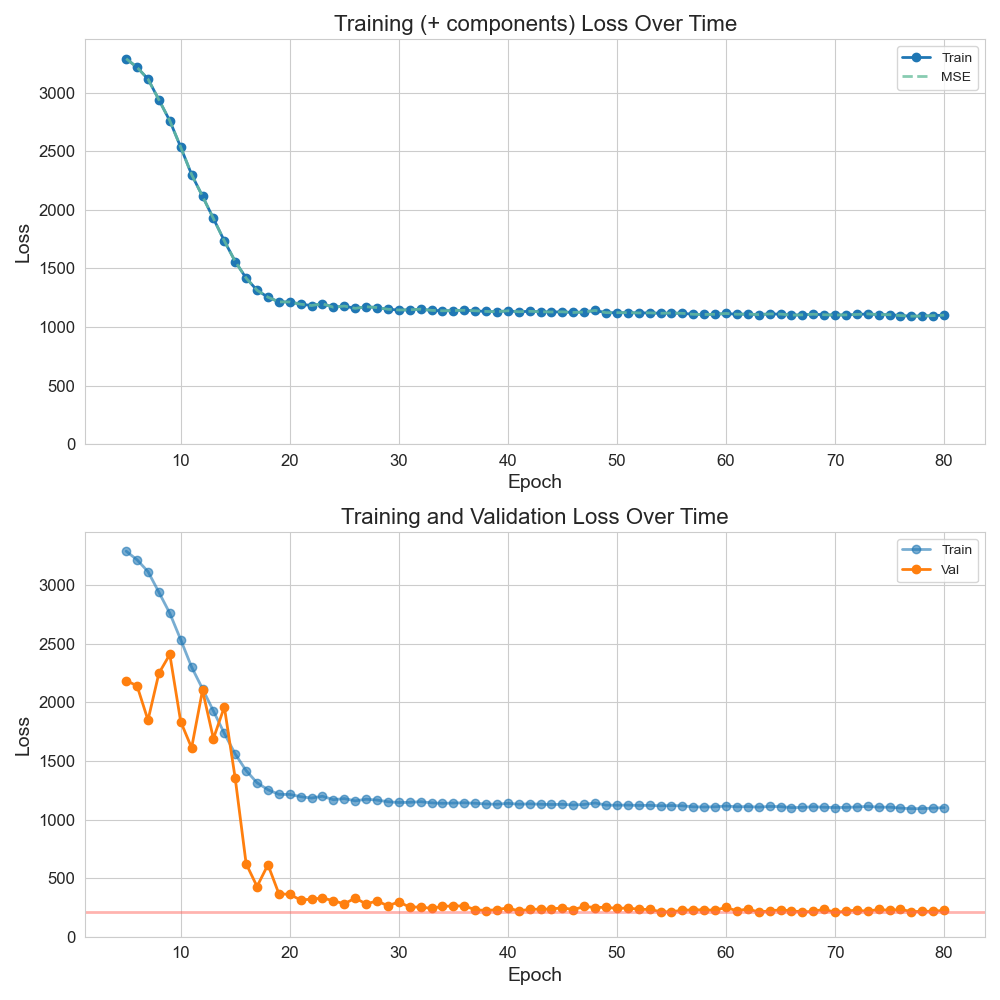 Training (+ components) Loss Over Time
Train
MSE
Loss
3000
2500
2000
1500
1000
500
0
10 20 30 40 50 60 70 80
Epoch
Training and Validation Loss Over Time
Train
Val
Loss
3000
2500
2000
1500
1000
500
0
10 20 30 40 50 60 70 80
Epoch